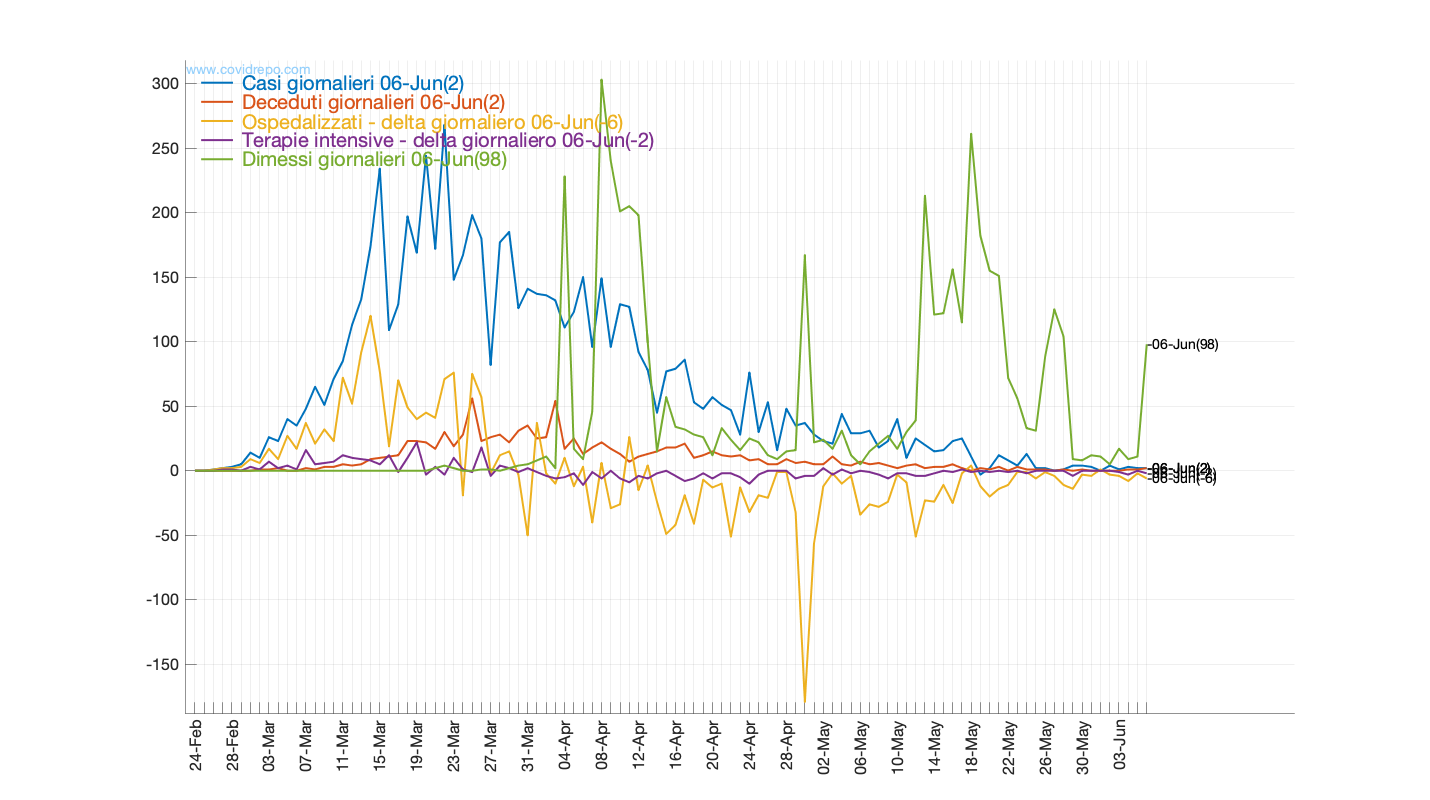 www.covidrepo.com
300
Casi giornalieri 06-Jun(2)
Deceduti giornalieri 06-Jun(2)
Ospedalizzati - delta giornaliero 06-Jun(-6)
Terapie intensive - delta giornaliero 06-Jun(-2)
Dimessi giornalieri 06-Jun(98)
250
200
150
100
50
0
-50
-100
-150
06-Jun(98)
06-Jun(2)
06-Jun(-6)
24-Feb
28-Feb
03-Mar
07-Mar
11-Mar
15-Mar
19-Mar
23-Mar
27-Mar
31-Mar
04-Apr
08-Apr
12-Apr
16-Apr
20-Apr
24-Apr
28-Apr
02-May
06-May
10-May
14-May
18-May
22-May
26-May
30-May
03-Jun